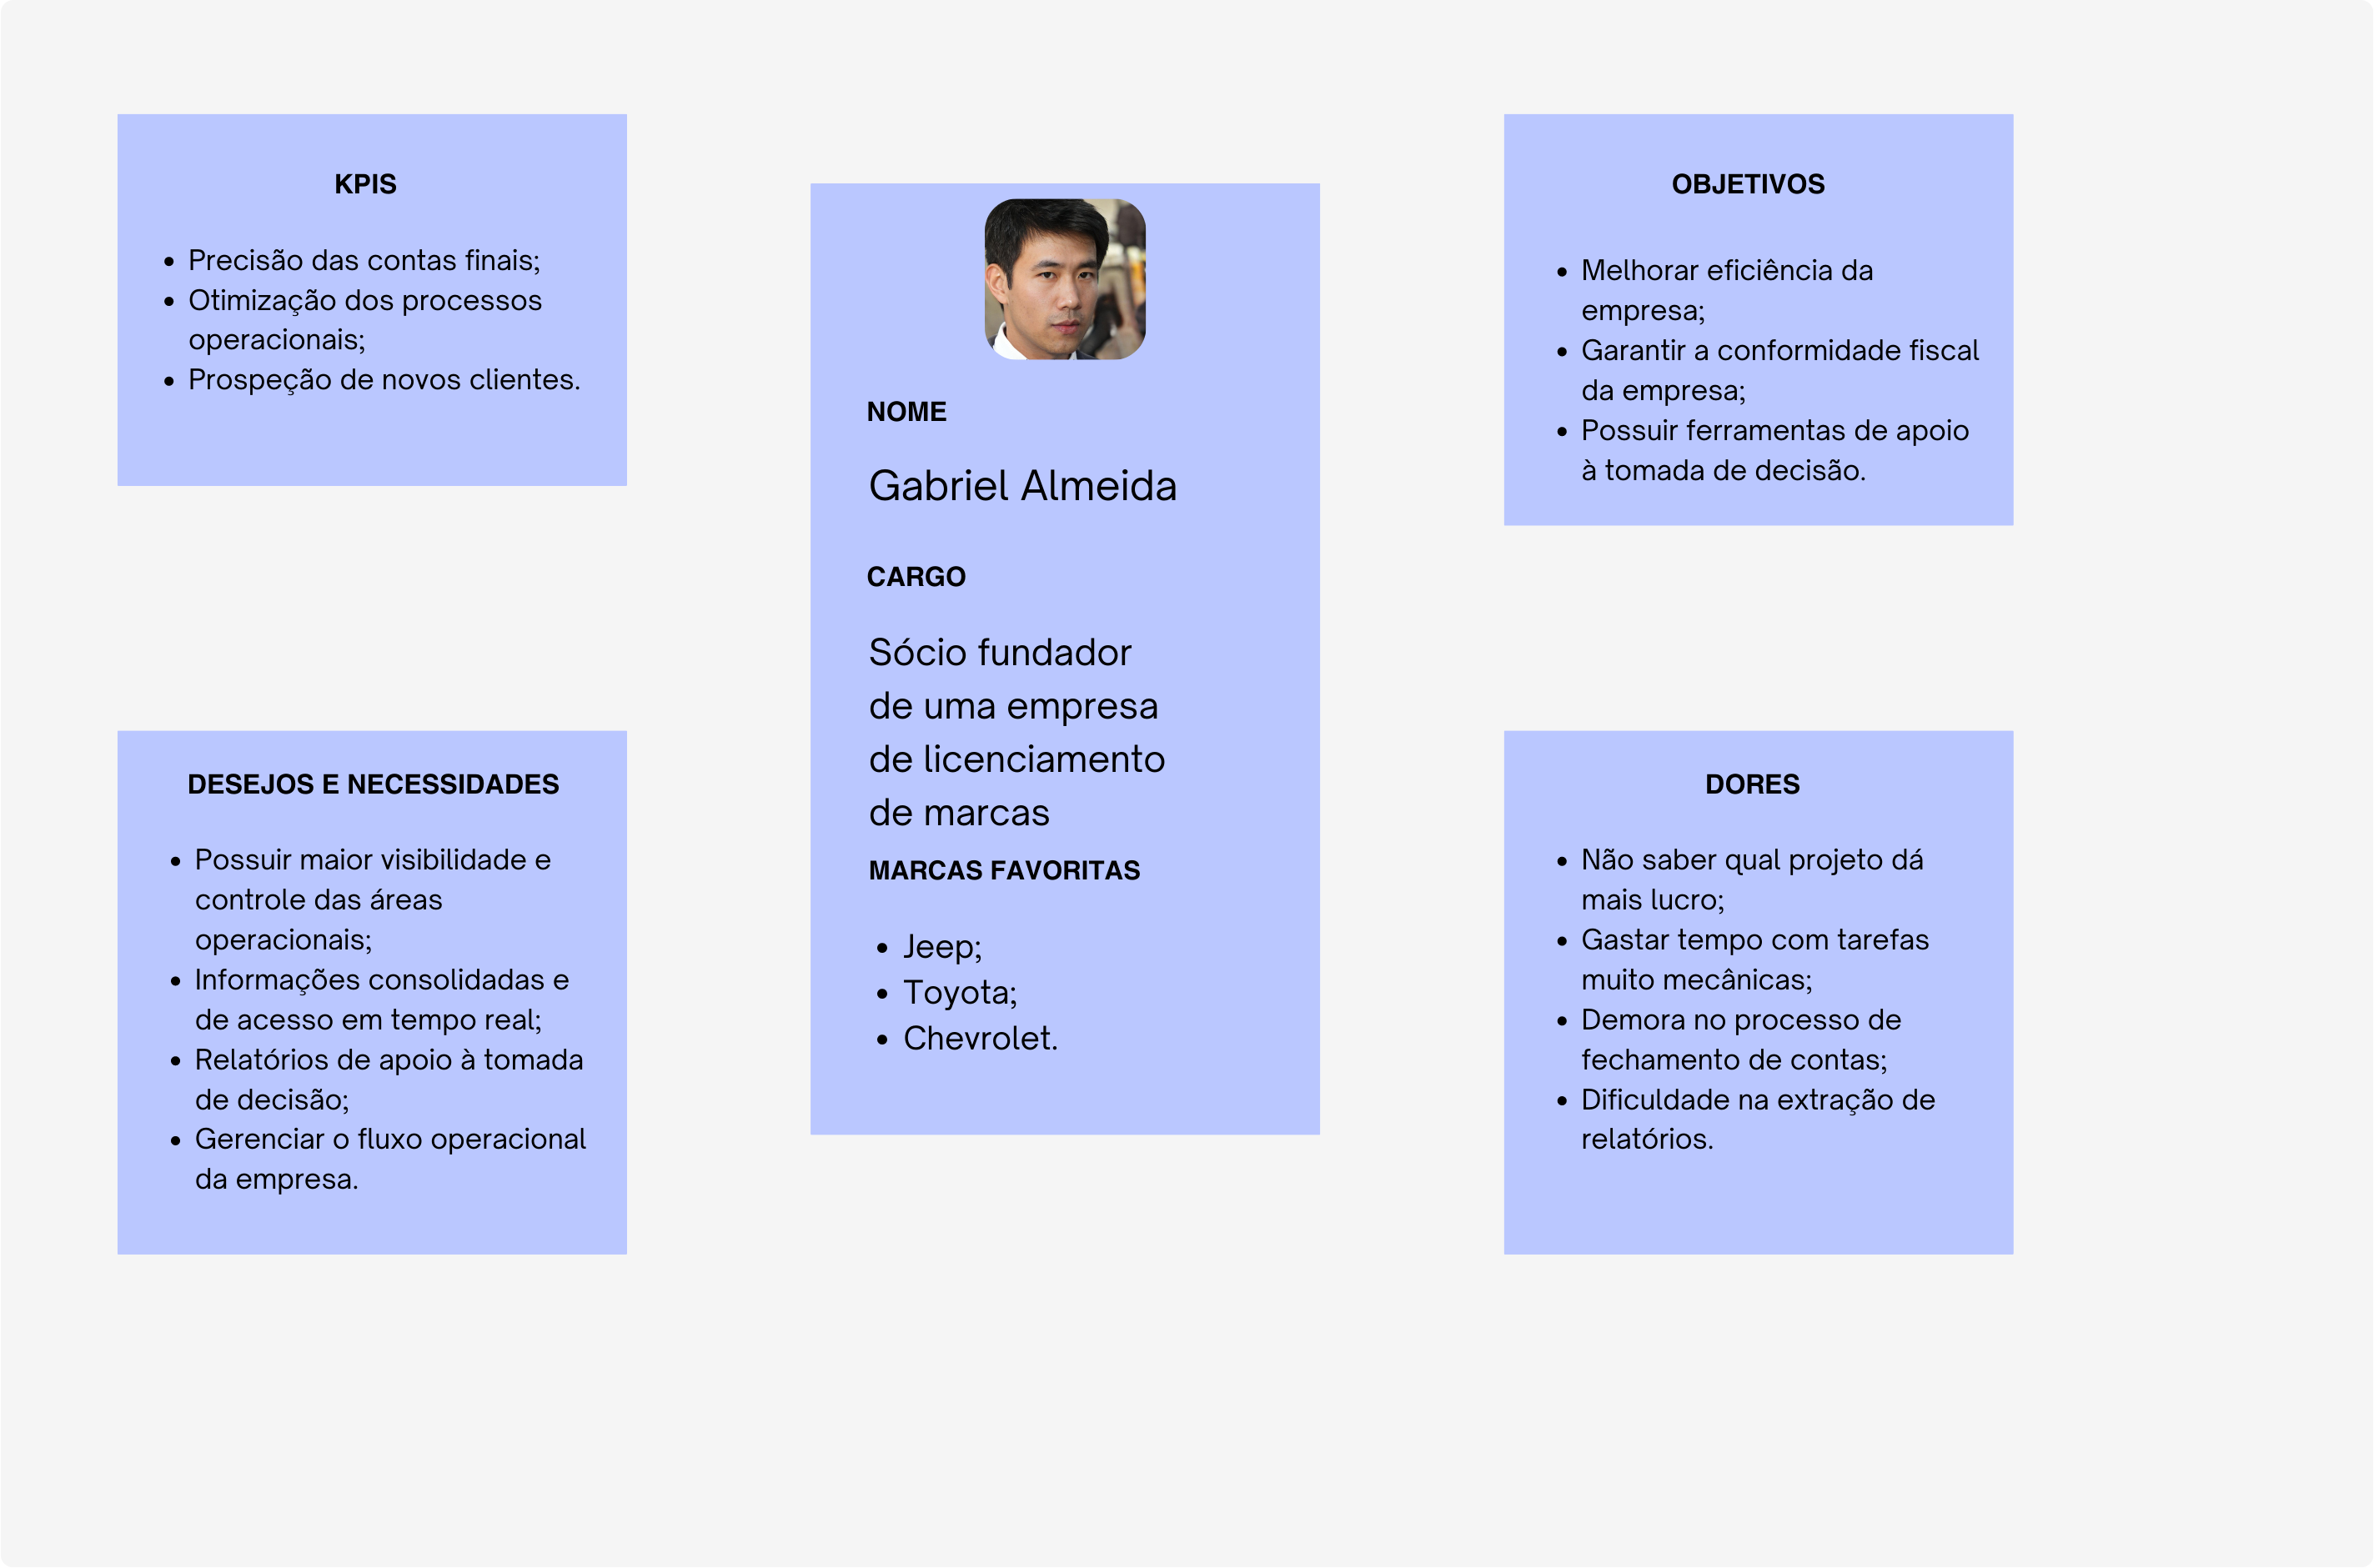 KPIS
• Precisão das contas finais;
• Otimização dos processos
operacionais;
• Prospeção de novos clientes.
DESEJOS E NECESSIDADES
• Possuir maior visibilidade e
controle das áreas
operacionais;
• Informações consolidadas e
de acesso em tempo real;
• Relatórios de apoio à tomada
de decisão;
• Gerenciar o fluxo operacional
da empresa.
NOME
Gabriel Almeida
CARGO
Sócio fundador
de uma empresa
de licenciamento
de marcas
MARCAS FAVORITAS
• Jeep;
• Toyota;
• Chevrolet.
OBJETIVOS
• Melhorar eficiência da
empresa;
• Garantir a conformidade fiscal
da empresa;
• Possuir ferramentas de apoio
à tomada de decisão.
DORES
• Não saber qual projeto dá
mais lucro;
• Gastar tempo com tarefas
muito mecânicas;
• Demora no processo de
fechamento de contas;
• Dificuldade na extração de
relatórios.